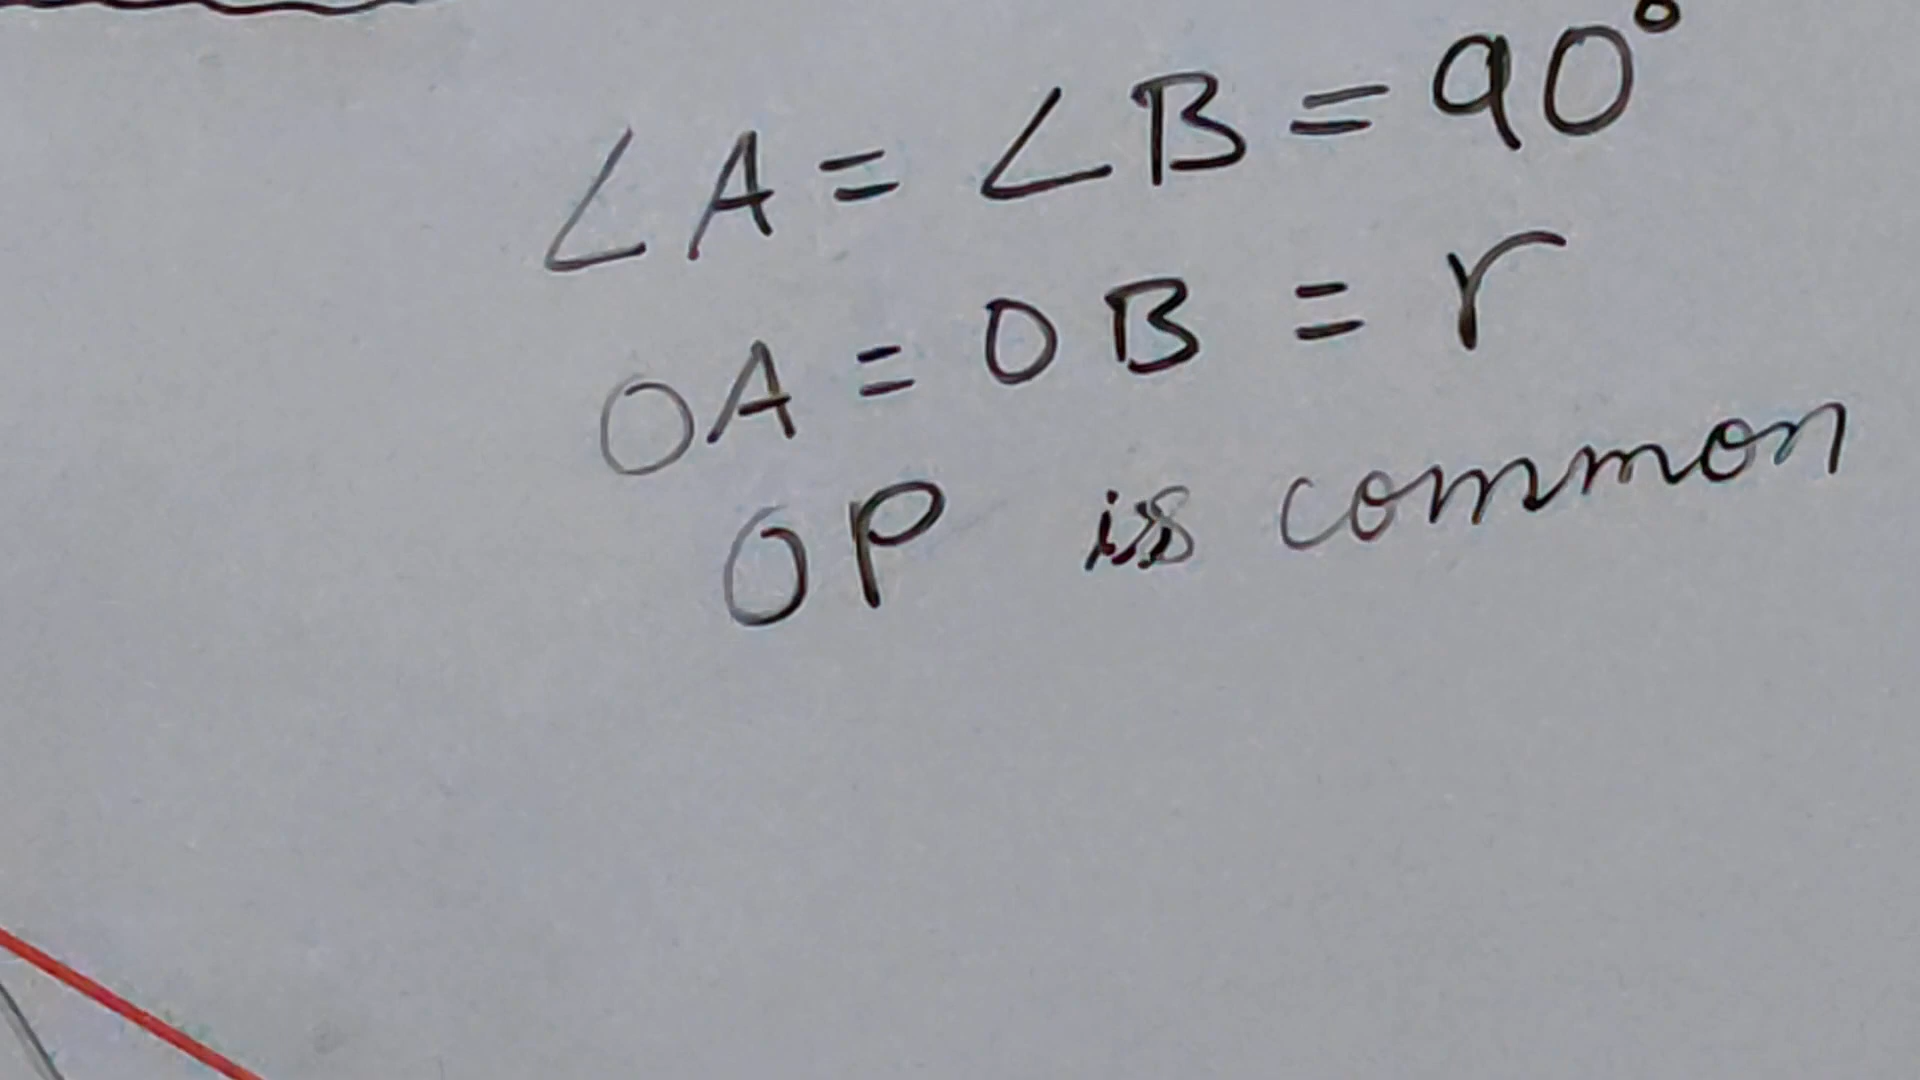 ∠A = ∠B = 90°
OA = OB = r
OP is common